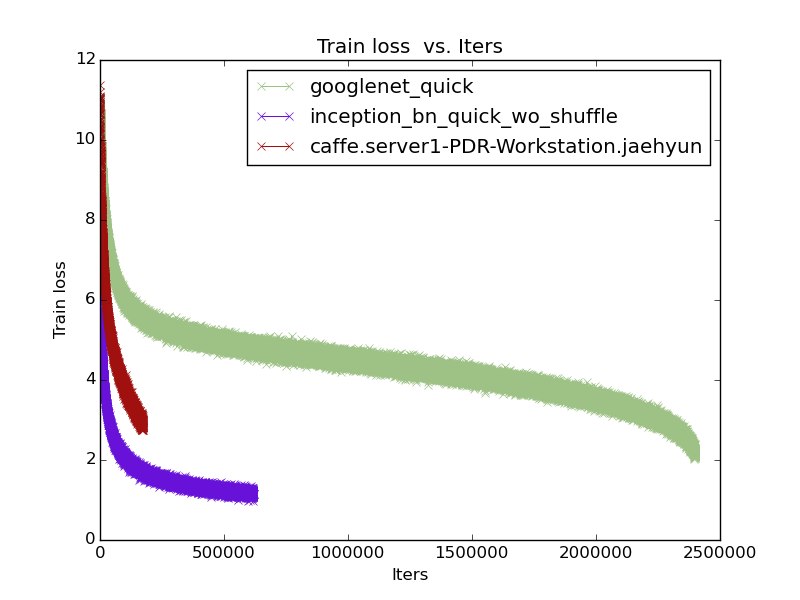 Train loss  vs. Iters
googlenet_quick
inception_bn_quick_wo_shuffle
caffe.server1-PDR-Workstation.jaehyun
12
10
8
6
4
2
0
Train loss
0 500000 1000000 1500000 2000000 2500000
Iters